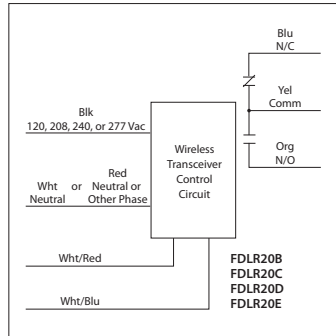 Blu
N/C
Yel
Comm
Org
N/O
Blk
120, 208, 240, or 277 Vac
Wireless
Transceiver
Control
Circuit
Red
Wht or Neutral or
Neutral Other Phase
Wht/Red
Wht/Blu
FDLR20B
FDLR20C
FDLR20D
FDLR20E